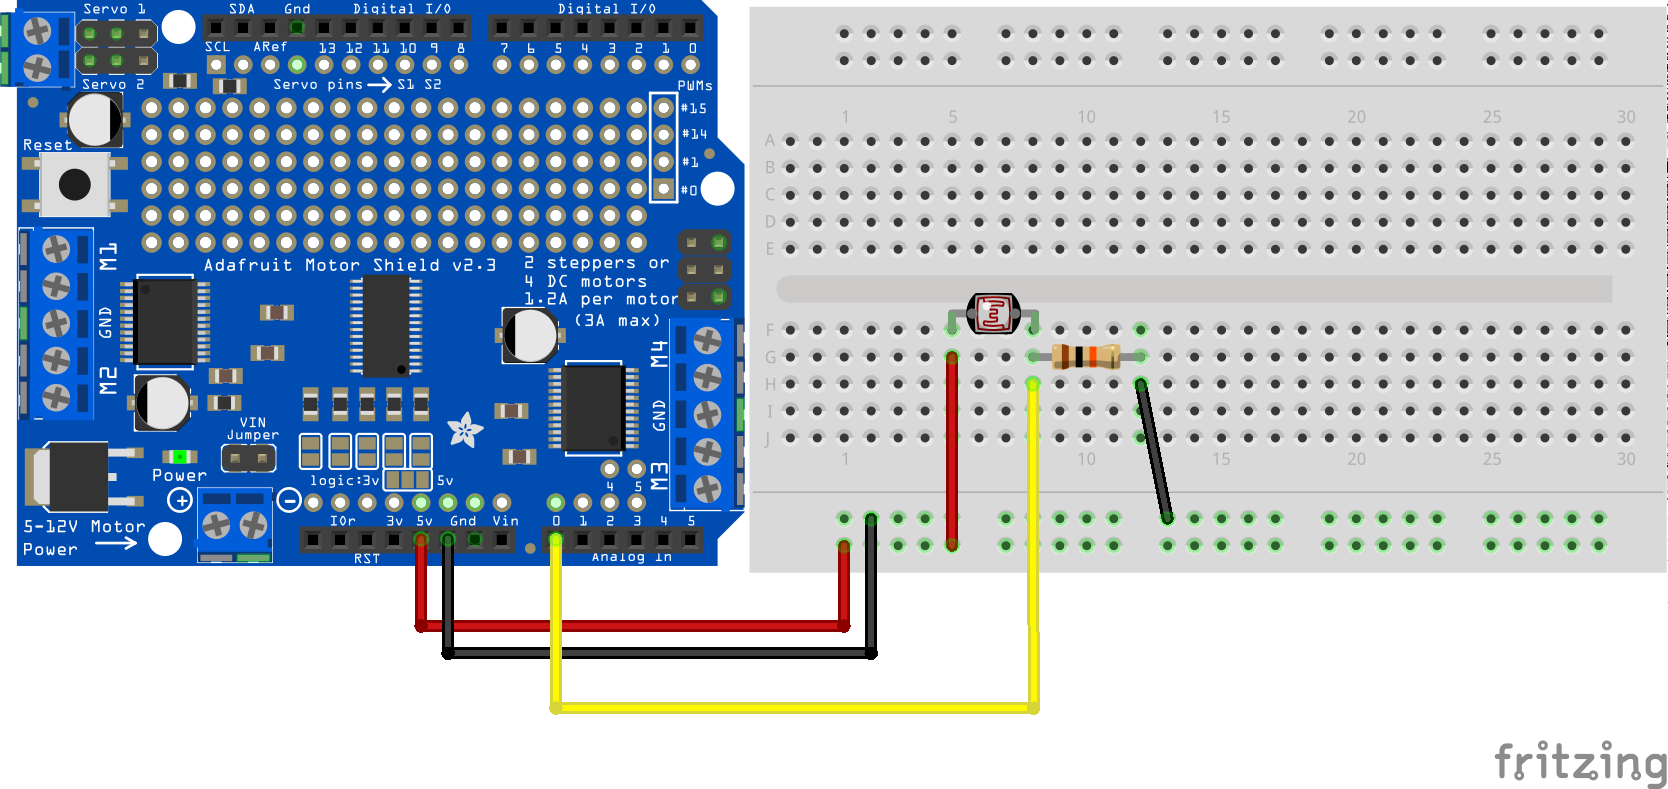 Servo 1
SDA Gnd Digital I/O
Digital I/O
SCL ARef 13 12 11 10 9 8
7 6 5 4 3 2 1 0
Servo 2
Servo pins → S1 S2
PWMs
#15
#14
#1
#0
Reset
M1
GND
M2
Adafruit Motor Shield v2.3
2 steppers or
4 DC motors
1.2A per motor
(3A max)
M4
GND
M3
VIN
Jumper
Power
logic:3v 5v
4 5
+ -
5-12V Motor
Power →
IOr 3v 5v Gnd Vin
RST
0 1 2 3 4 5
Analog In
1 5 10 15 20 25 30
A
B
C
D
E
F
G
H
I
J
1 10 15 20 25 30
fritzing